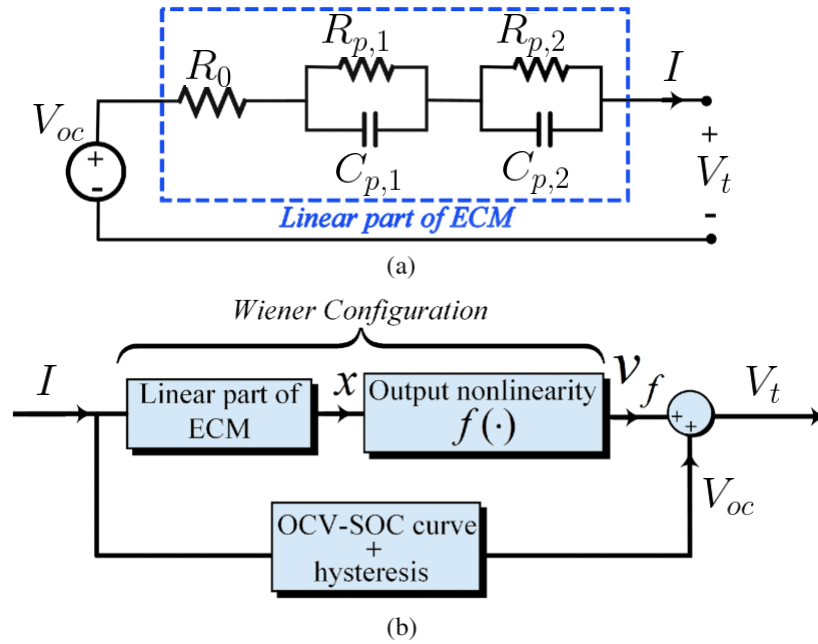 R_{p,1} R_{p,2}
R_0 I
V_{oc}
+ +
- V_t
C_{p,1} C_{p,2}
-
Linear part of ECM
(a)
Wiener Configuration
I Linear part of x Output nonlinearity v_f V_t
ECM f(·) + +
V_{oc}
OCV-SOC curve
+
hysteresis
(b)